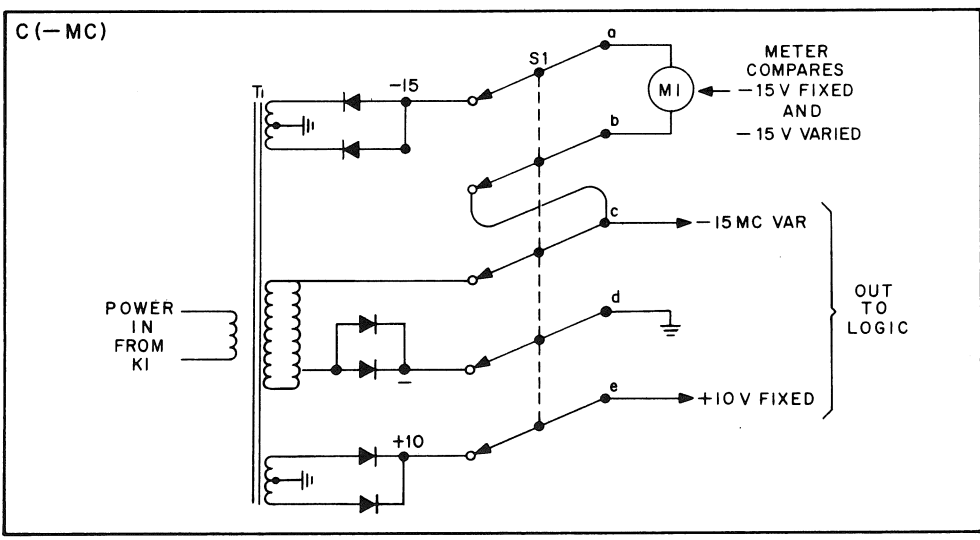 C (-MC)
T1
-15
S1
a
M1
METER
COMPARES
-15 V FIXED
AND
-15 V VARIED
b
c
-15 MC VAR
POWER
IN
FROM
K1
d
OUT
TO
LOGIC
-
e
+10 V FIXED
+10